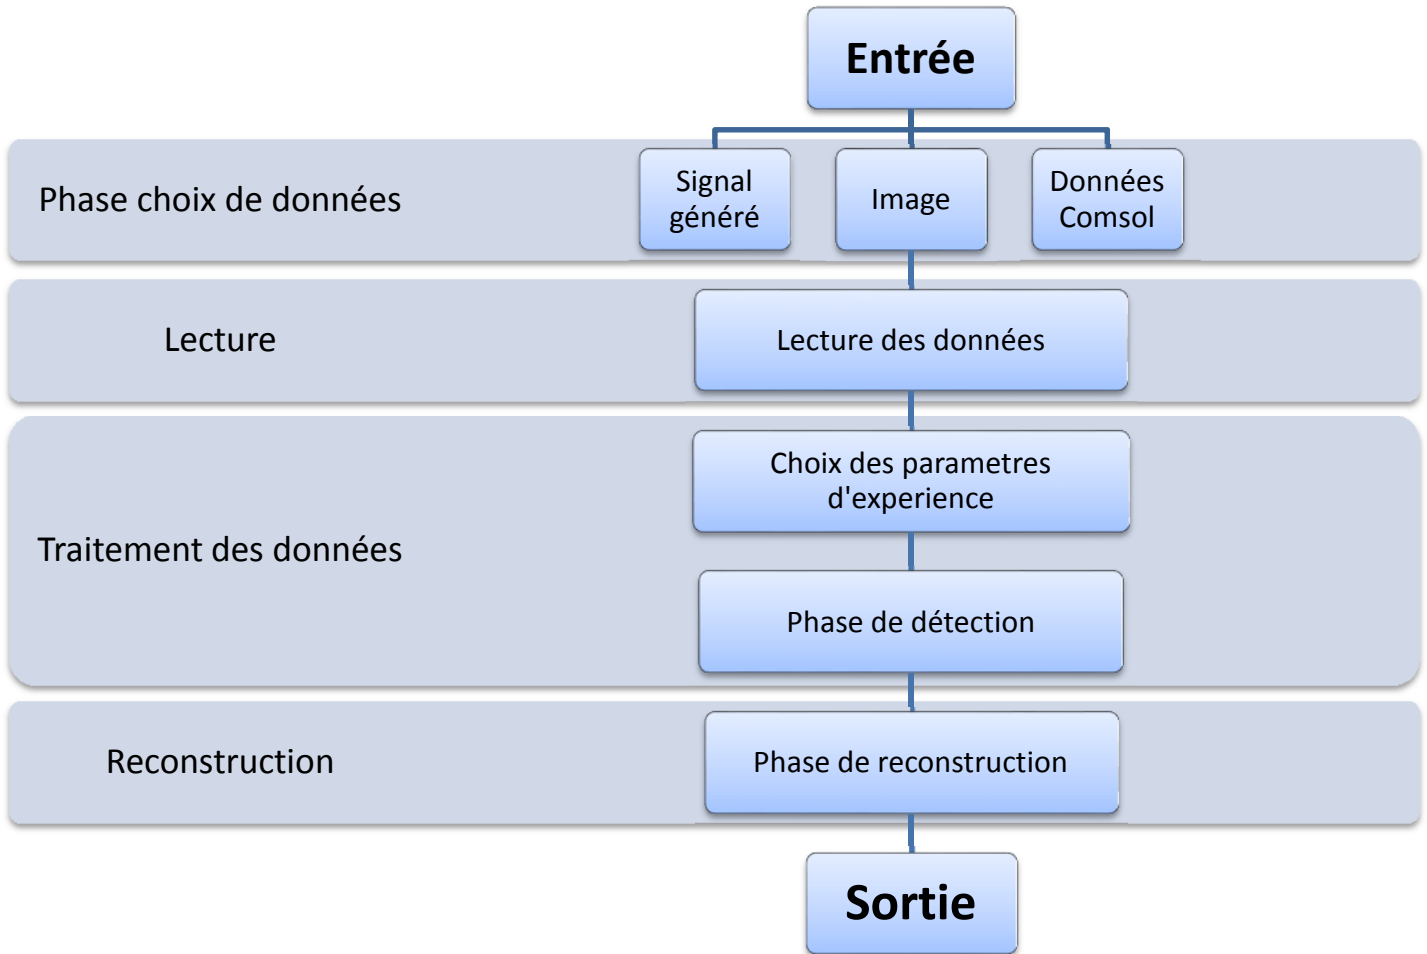 Entrée
Phase choix de données
Signal
généré
Image
Données
Comsol
Lecture
Lecture des données
Traitement des données
Choix des parametres
d'experience
Phase de détection
Reconstruction
Phase de reconstruction
Sortie